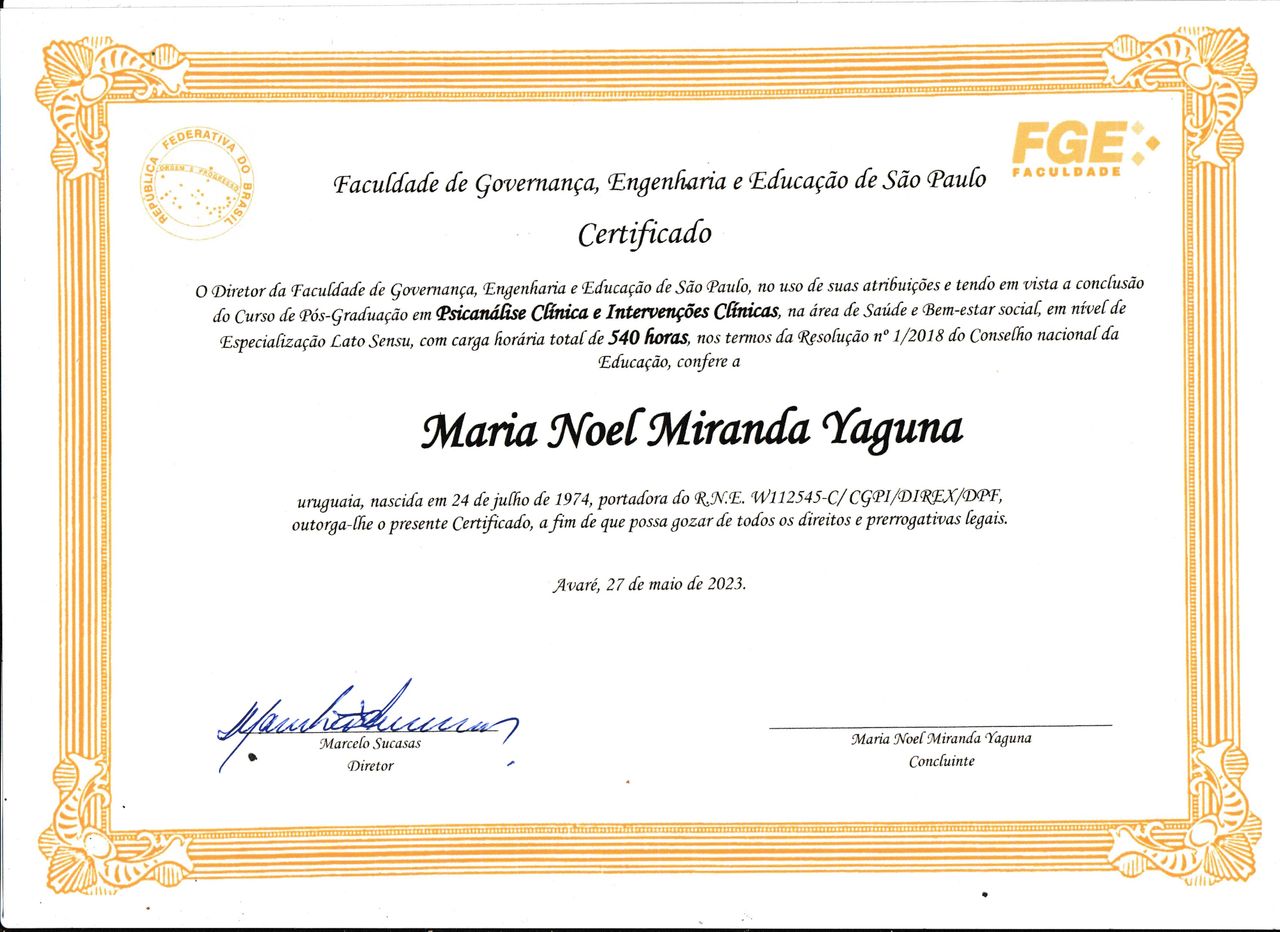 REPÚBLICA FEDERATIVA DO BRASIL
ORDEM E PROGRESSO
FGE
FACULDADE
Faculdade de Governança, Engenharia e Educação de São Paulo
Certificado
O Diretor da Faculdade de Governança, Engenharia e Educação de São Paulo, no uso de suas atribuições e tendo em vista a conclusão
do Curso de Pós-Graduação em Psicanálise Clínica e Intervenções Clínicas, na área de Saúde e Bem-estar social, em nível de
Especialização Lato Sensu, com carga horária total de 540 horas, nos termos da Resolução nº 1/2018 do Conselho nacional da
Educação, confere a
Maria Noel Miranda Yaguna
uruguaia, nascida em 24 de julho de 1974, portadora do R.N.E. W112545-C/ CGPI/DIREX/DPF,
outorga-lhe o presente Certificado, a fim de que possa gozar de todos os direitos e prerrogativas legais.
Avaré, 27 de maio de 2023.
Marcelo Sucasas
Diretor
Maria Noel Miranda Yaguna
Concluinte